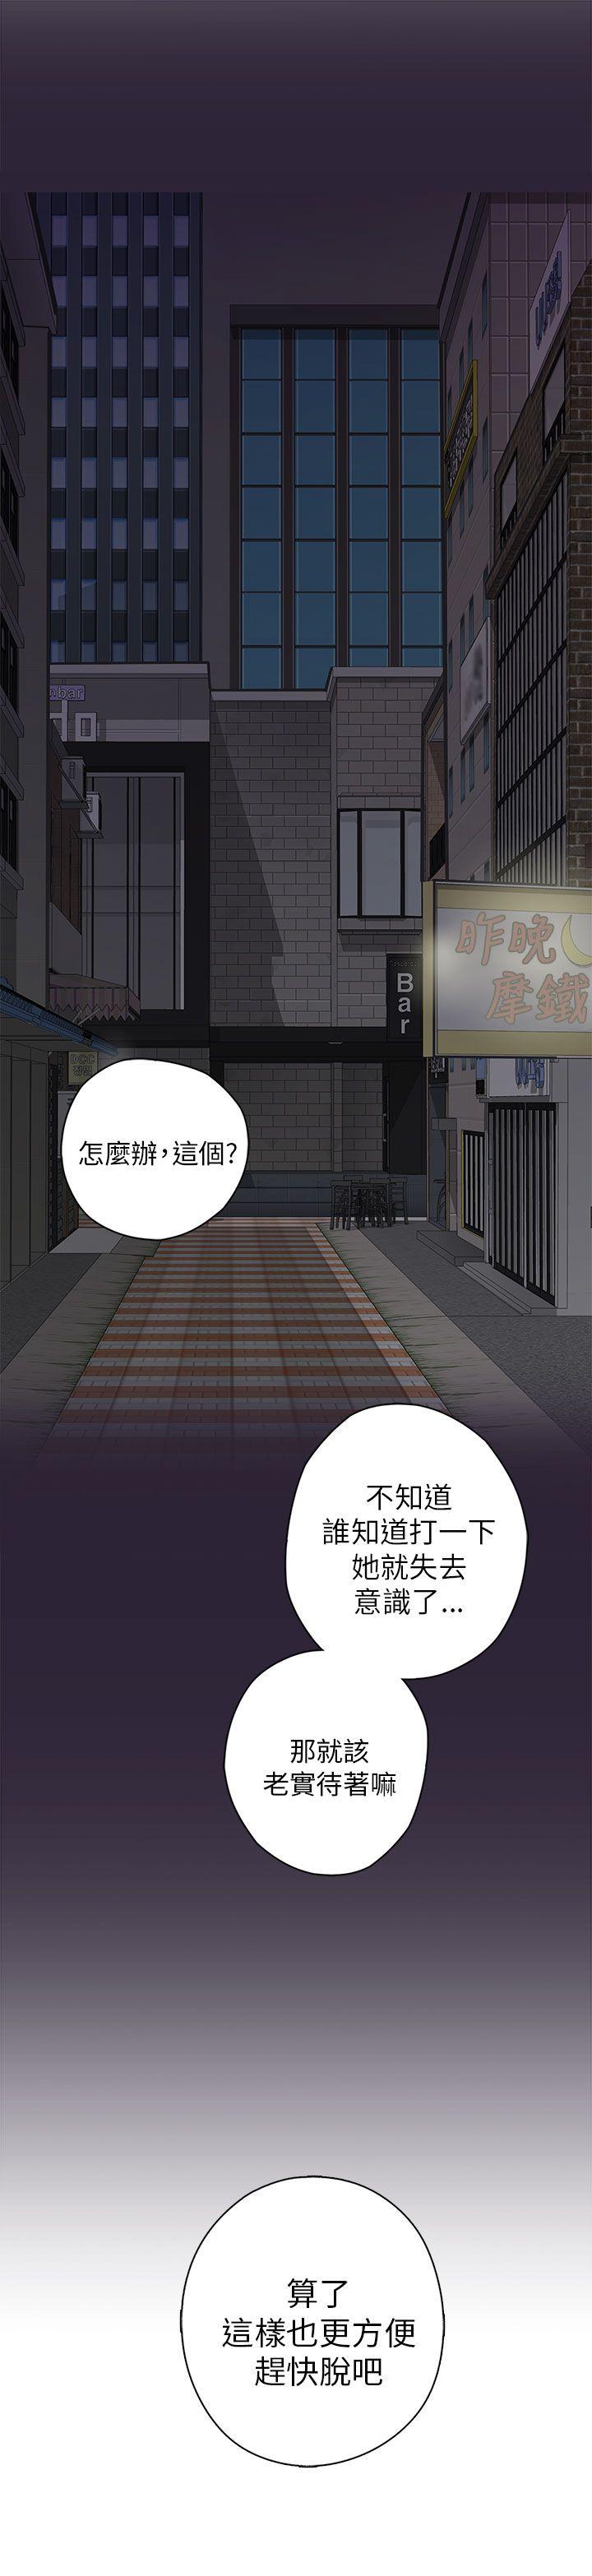 nbar
昨晚
摩鐵
Bar
DCC
怎麼辦，這個?
不知道
誰知道打一下
她就失去
意識了...
那就該
老實待著嘛
算了
這樣也更方便
趕快脫吧